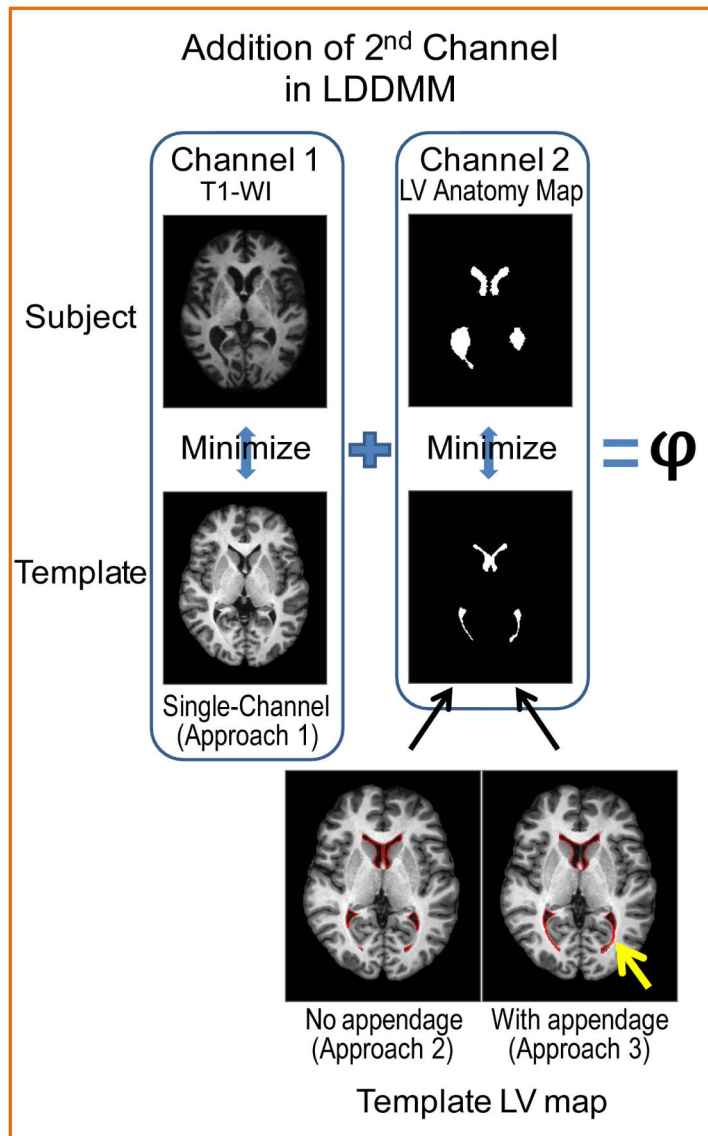 Addition of 2nd Channel
in LDDMM
Channel 1
T1-WI
Channel 2
LV Anatomy Map
Subject
Minimize
Minimize
= φ
Template
Single-Channel
(Approach 1)
No appendage
(Approach 2)
With appendage
(Approach 3)
Template LV map